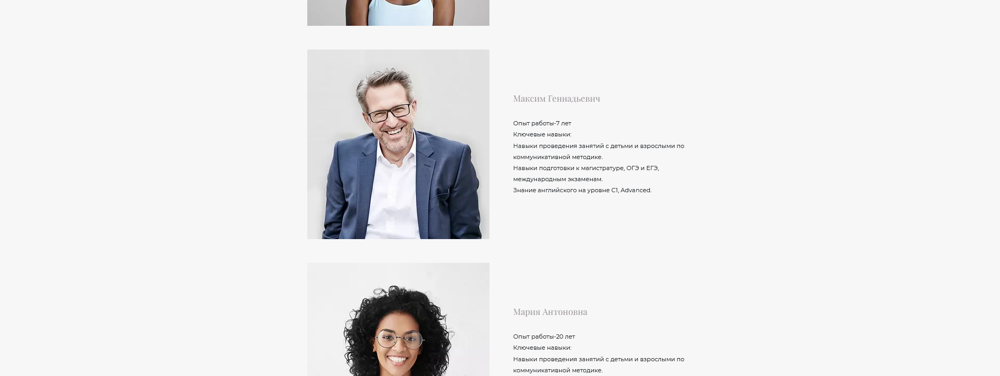 Максим Геннадьевич
Опыт работы-7 лет
Ключевые навыки:
Навыки проведения занятий с детьми и взрослыми по
коммуникативной методике.
Навыки подготовки к магистратуре, ОГЭ и ЕГЭ,
международным экзаменам.
Знание английского на уровне C1, Advanced.
Мария Антоновна
Опыт работы-20 лет
Ключевые навыки:
Навыки проведения занятий с детьми и взрослыми по
коммуникативной методике.